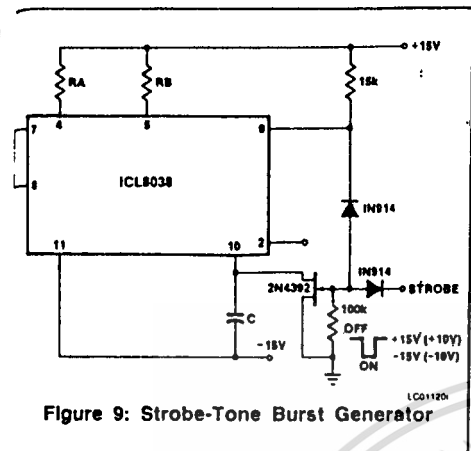 +15V
RA
RB
15k
7
4
5
9
8
ICL8038
IN914
11
10
2
IN914
2N4392
STROBE
100k
C
OFF
+15V (+10V)
-15V
-15V (-10V)
ON
LC01120I
Figure 9: Strobe-Tone Burst Generator